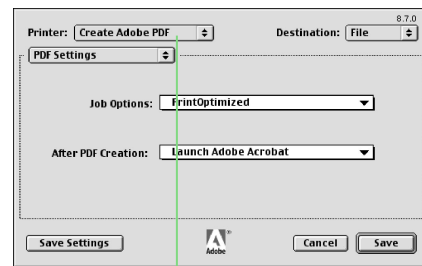 8.7.0
Printer: Create Adobe PDF Destination: File
PDF Settings
Job Options: PrintOptimized
After PDF Creation: Launch Adobe Acrobat
Save Settings Adobe Cancel Save